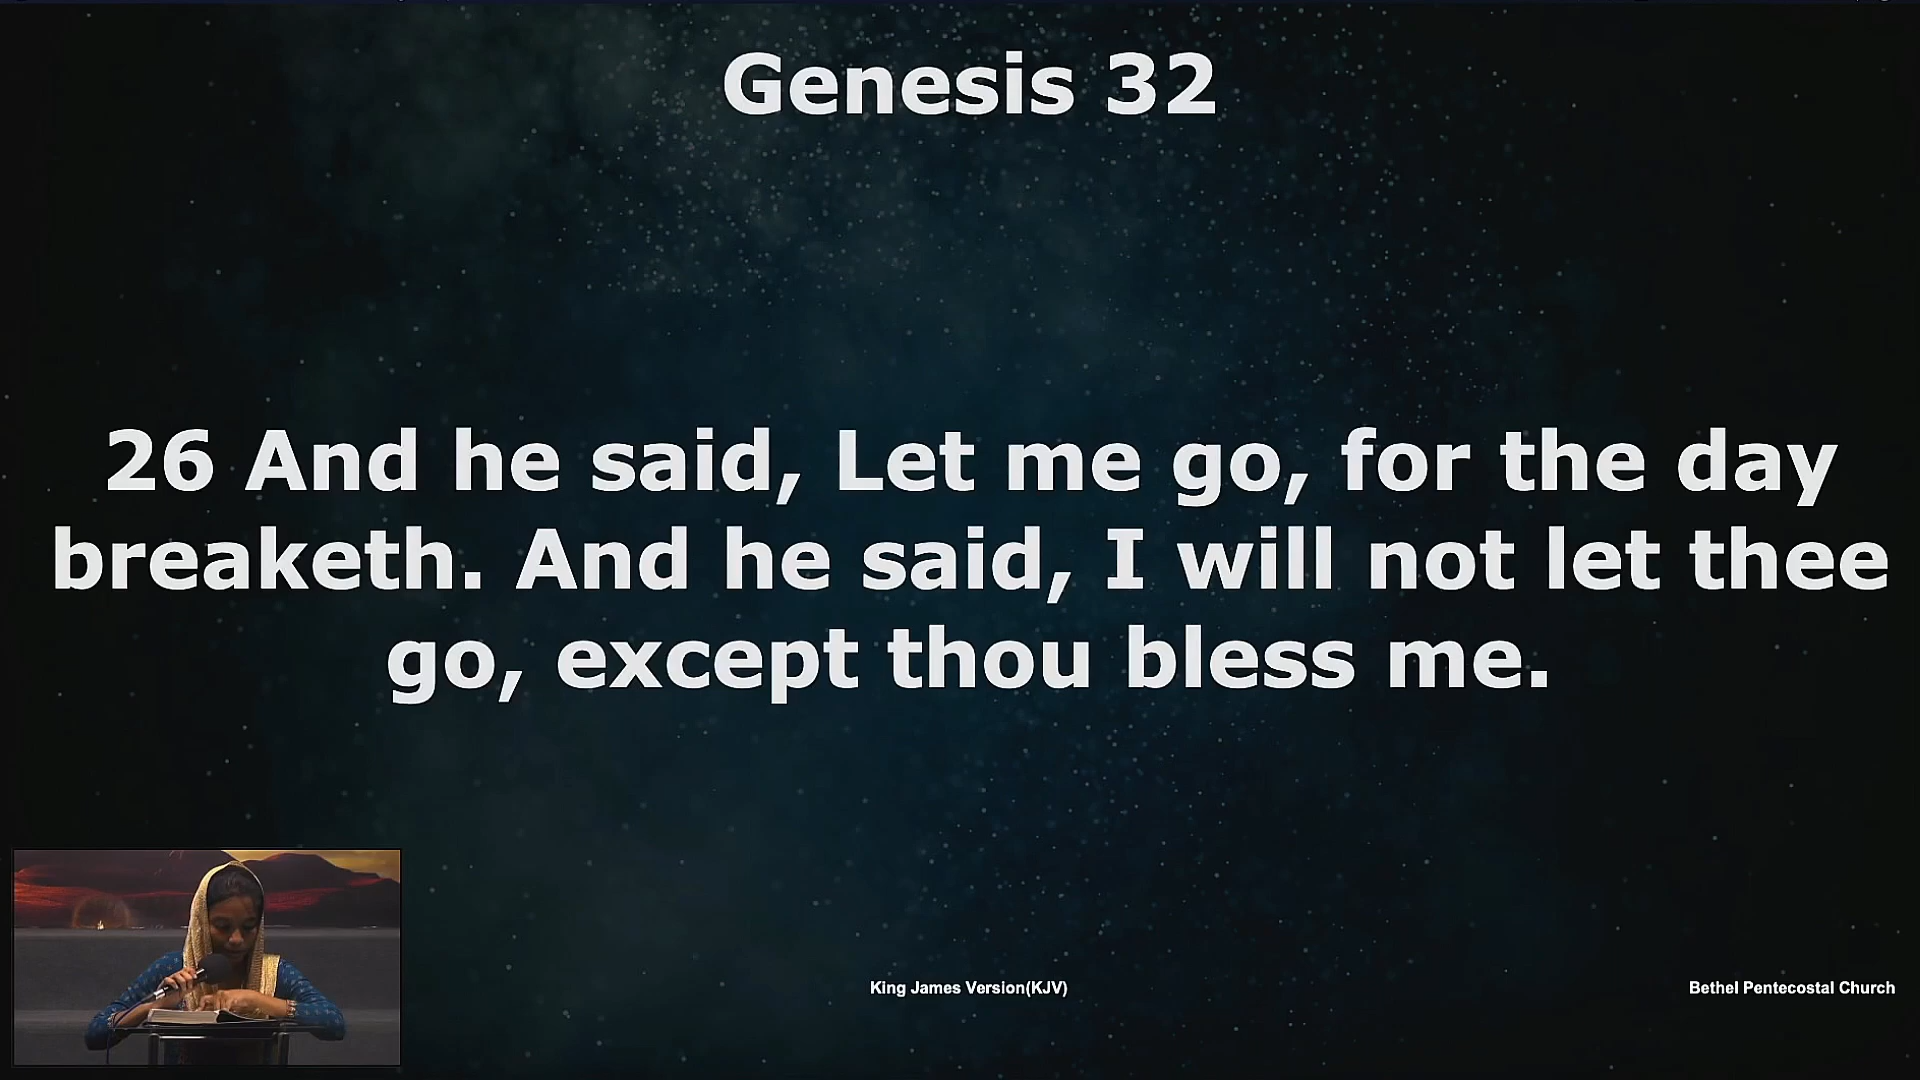 Genesis 32
26 And he said, Let me go, for the day
breaketh. And he said, I will not let thee
go, except thou bless me.
King James Version(KJV)
Bethel Pentecostal Church